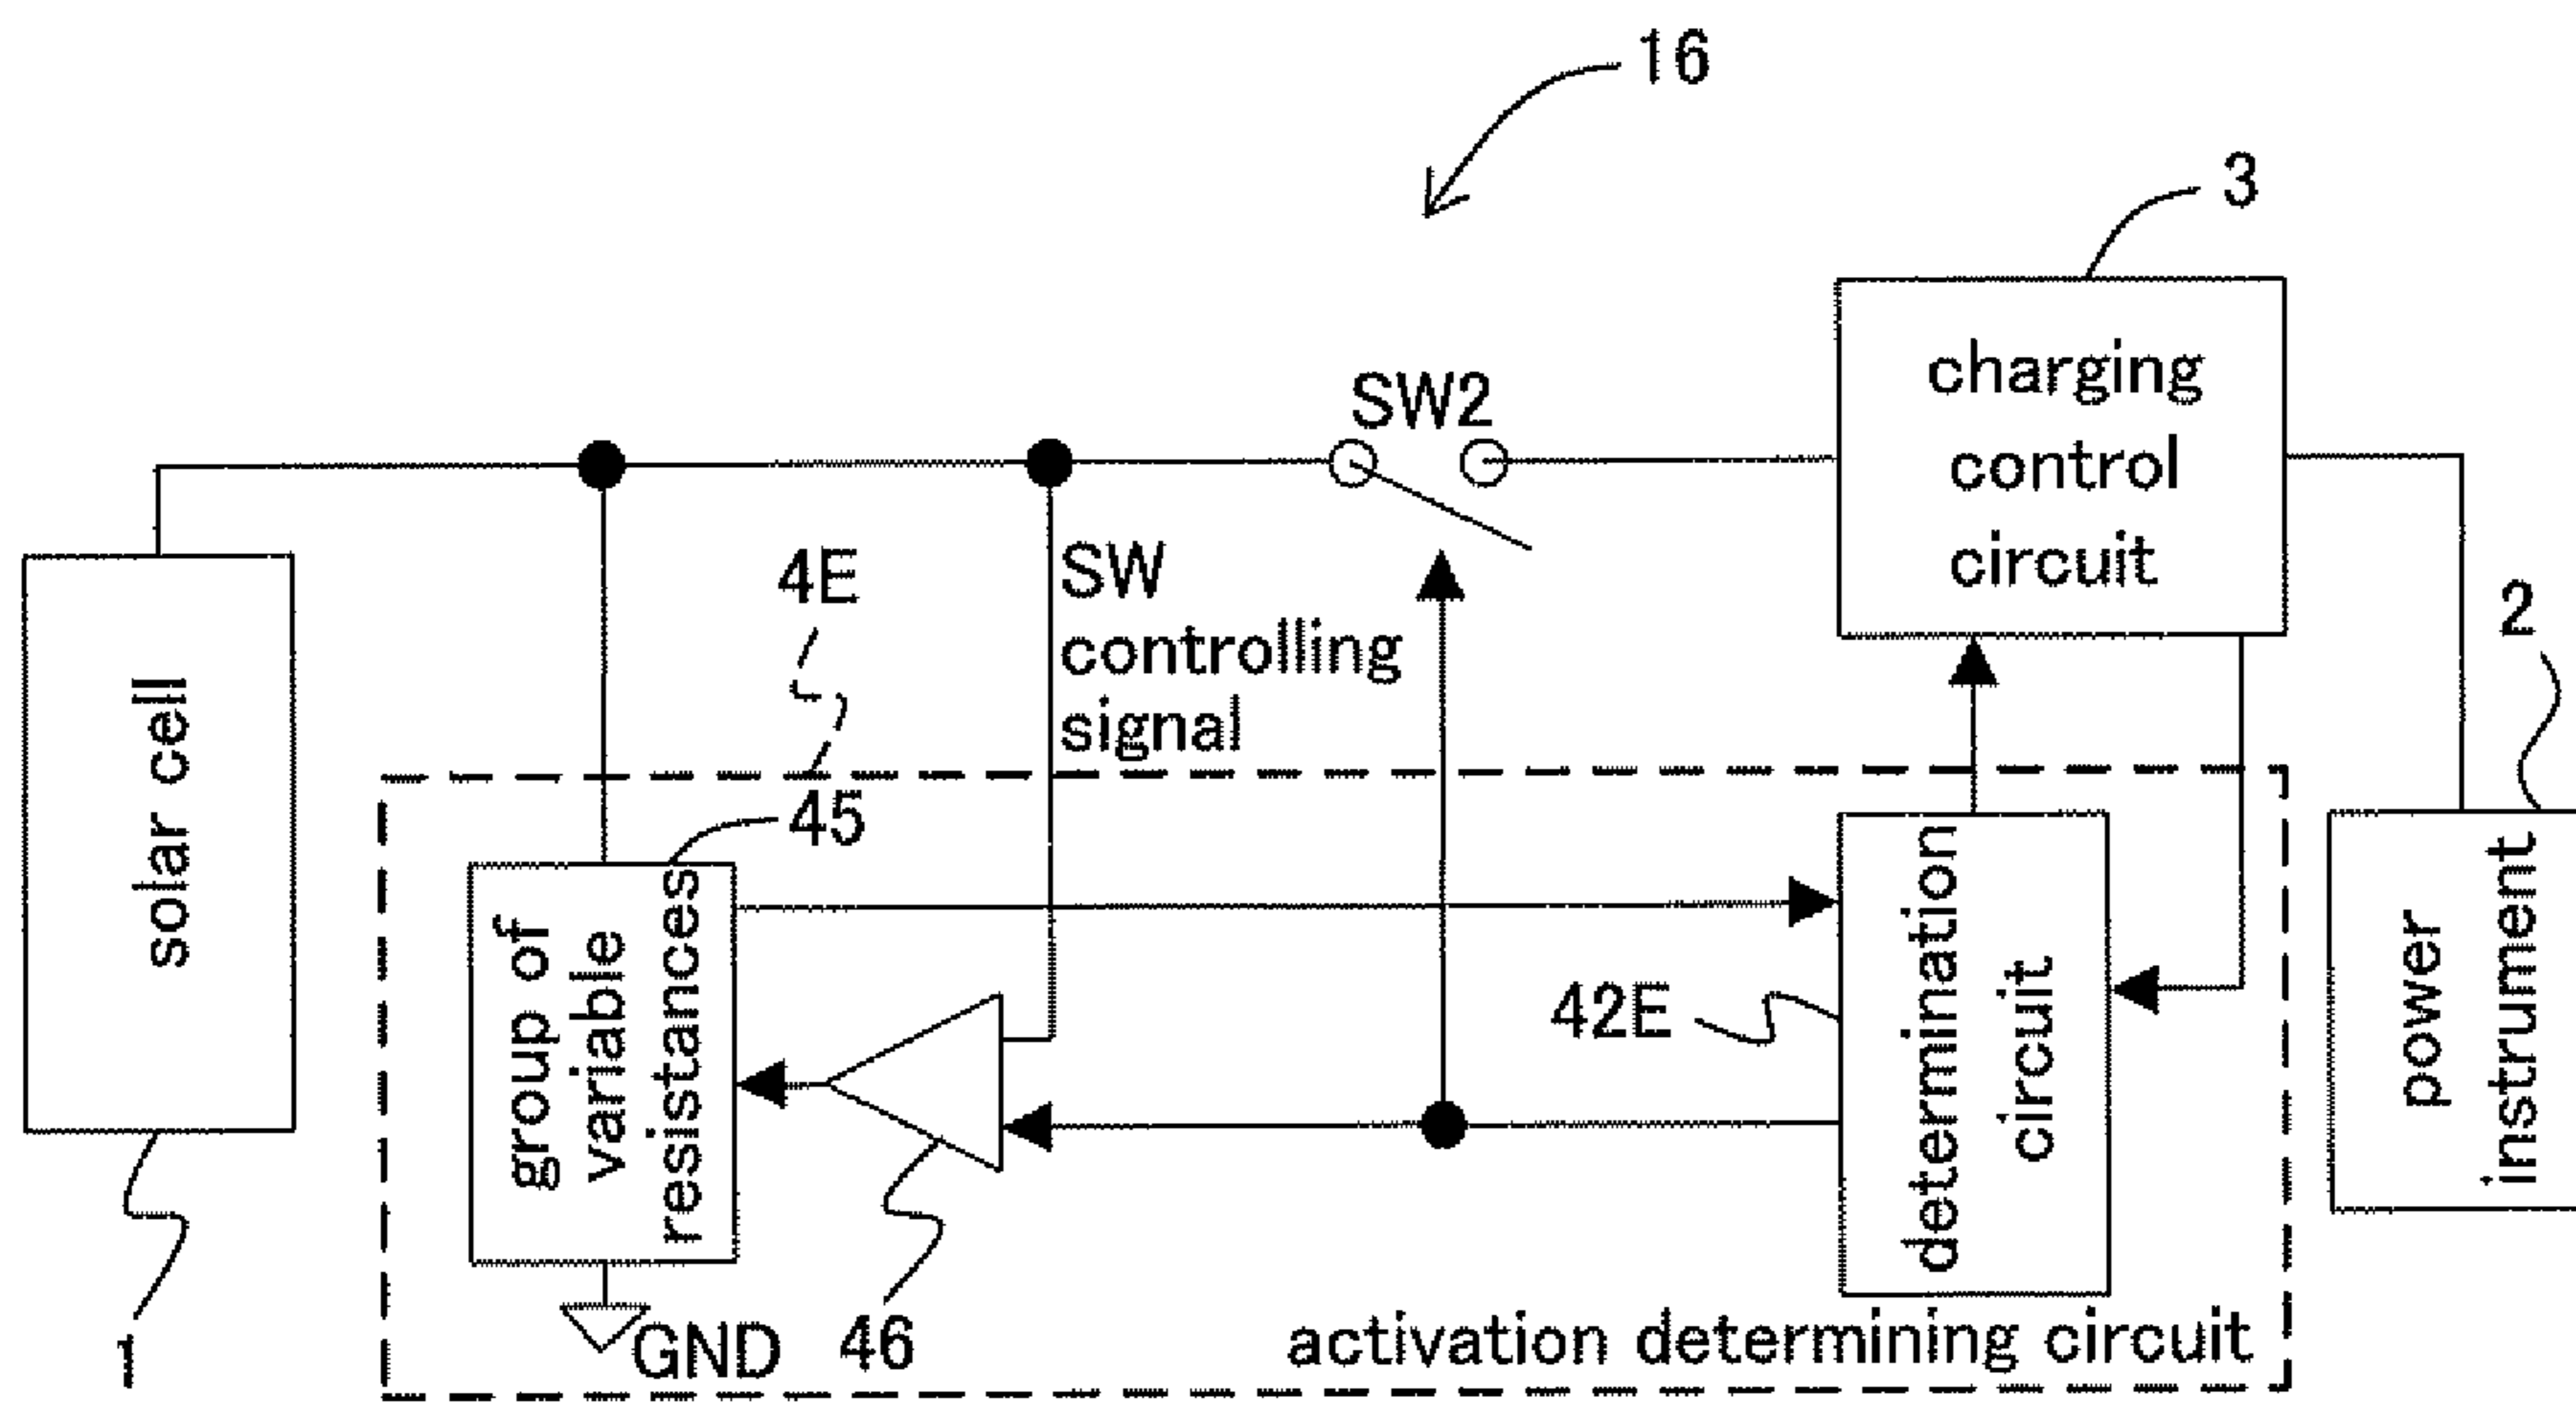 16
3
charging
control
circuit
SW2
4E
SW
controlling
signal
2
solar cell
45
group of
variable
resistances
42E
determination
circuit
power
instrument
1
GND
46
activation determining circuit